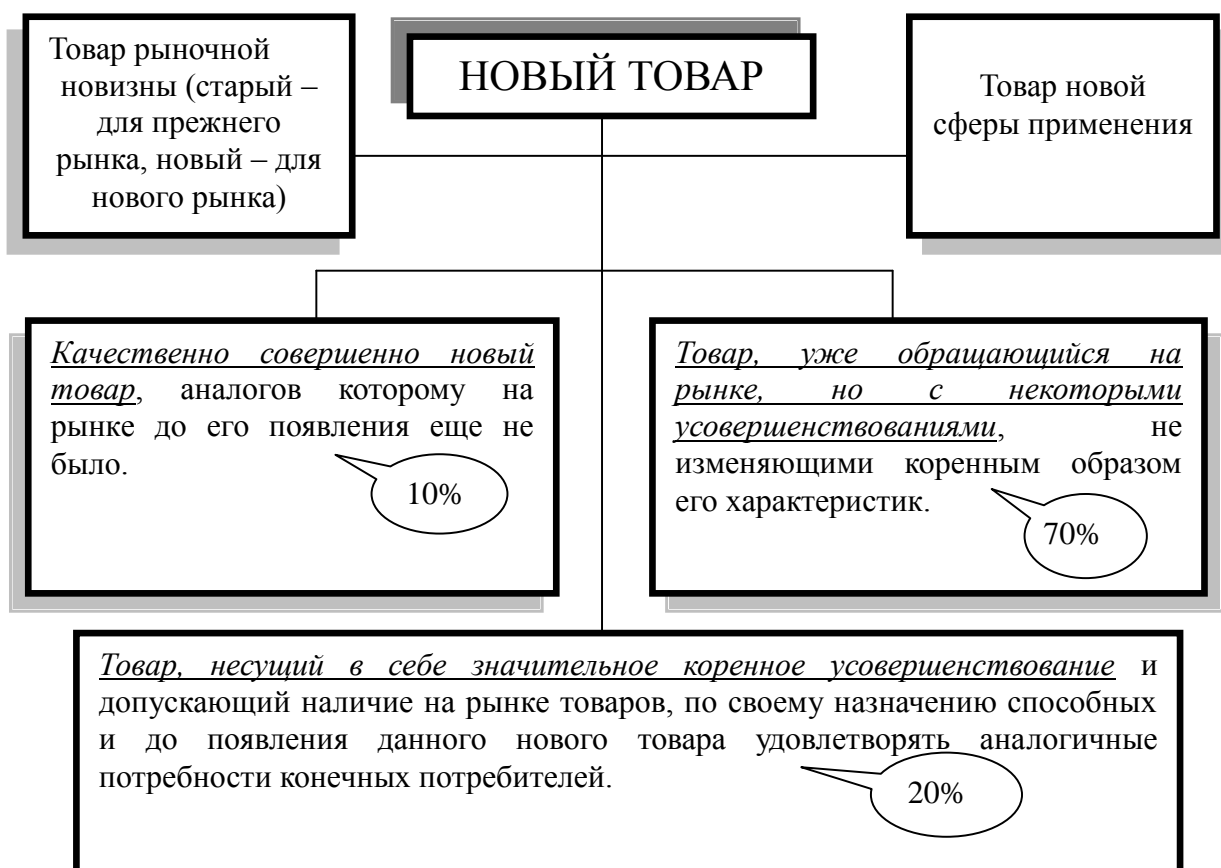 Товар рыночной
новизны (старый –
для прежнего
рынка, новый – для
нового рынка)
НОВЫЙ ТОВАР
Товар новой
сферы применения
Качественно совершенно новый
товар, аналогов которому на
рынке до его появления еще не
было.
10%
Товар, уже обращающийся на
рынке, но с некоторыми
усовершенствованиями, не
изменяющими коренным образом
его характеристик.
70%
Товар, несущий в себе значительное коренное усовершенствование и
допускающий наличие на рынке товаров, по своему назначению способных
и до появления данного нового товара удовлетворять аналогичные
потребности конечных потребителей.
20%